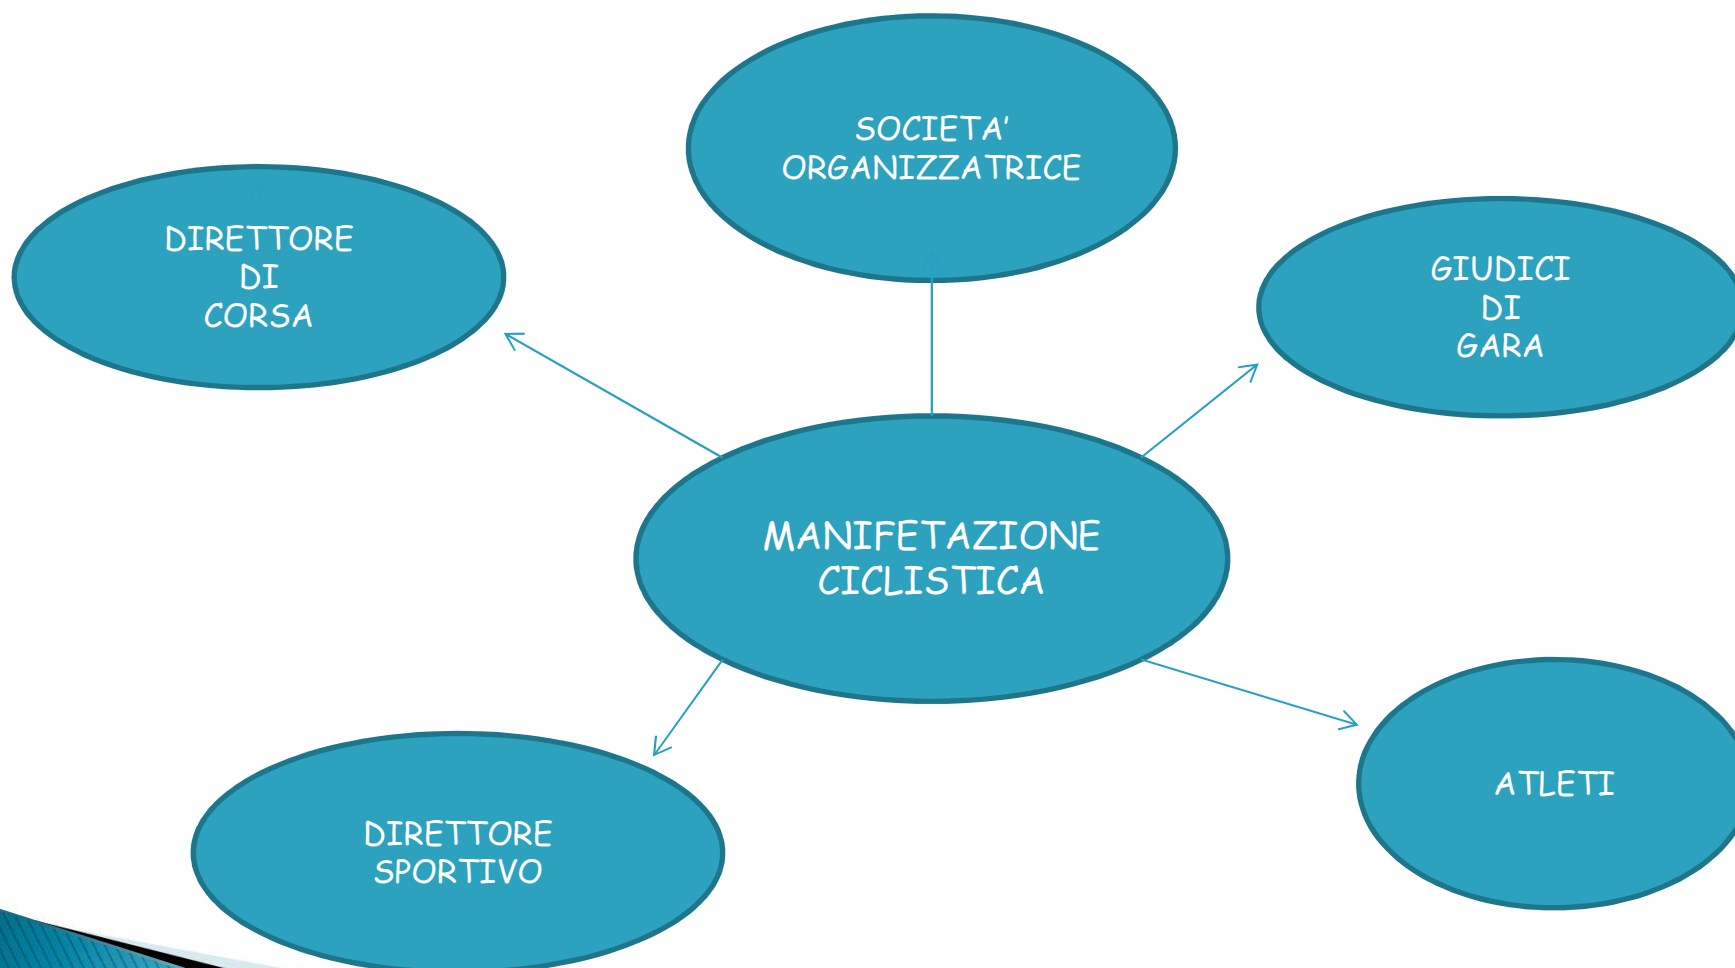 SOCIETA'
ORGANIZZATRICE
DIRETTORE
DI
CORSA
GIUDICI
DI
GARA
MANIFETAZIONE
CICLISTICA
ATLETI
DIRETTORE
SPORTIVO